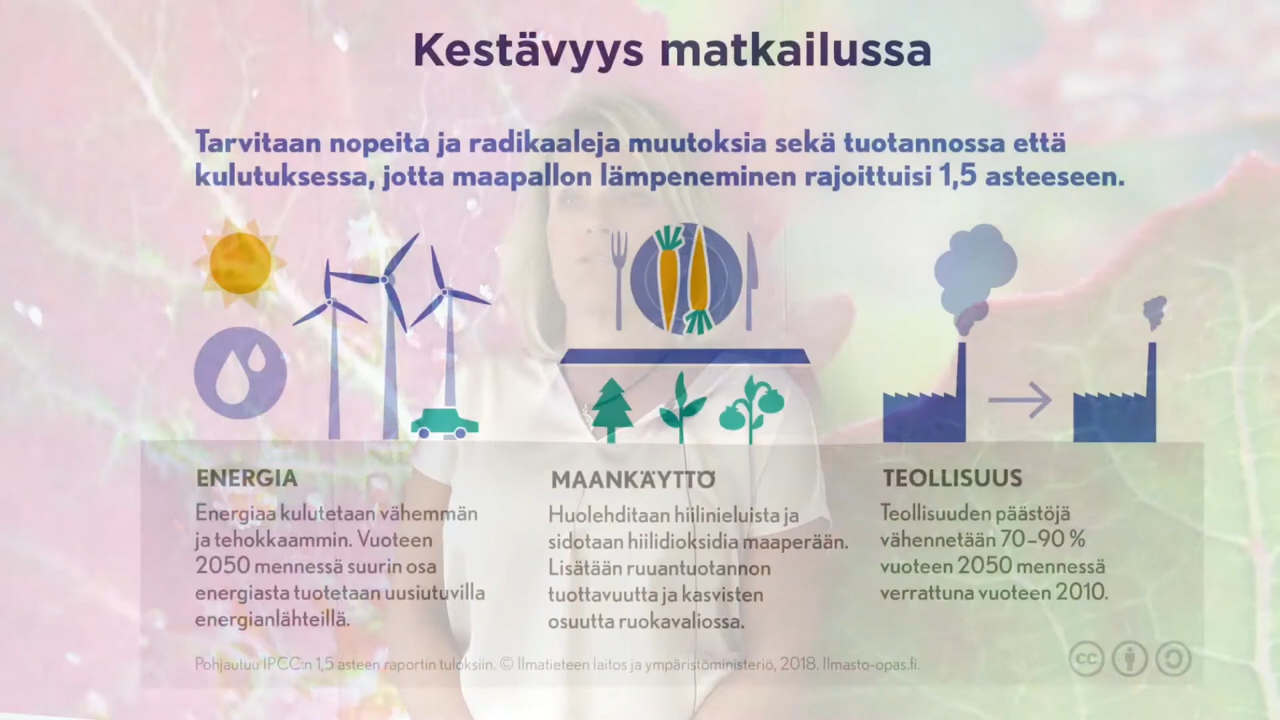 Kestävyys matkailussa
Tarvitaan nopeita ja radikaaleja muutoksia sekä tuotannossa että
kulutuksessa, jotta maapallon lämpeneminen rajoittuisi 1,5 asteeseen.
ENERGIA
Energiaa kulutetaan vähemmän
ja tehokkaammin. Vuoteen
2050 mennessä suurin osa
energiasta tuotetaan uusiutuvilla
energianlähteillä.
MAANKÄYTTÖ
Huolehditaan hiilinieluista ja
sidotaan hiilidioksidia maaperään.
Lisätään ruuantuotannon
tuottavuutta ja kasvisten
osuutta ruokavaliossa.
TEOLLISUUS
Teollisuuden päästöjä
vähennetään 70–90 %
vuoteen 2050 mennessä
verrattuna vuoteen 2010.
Pohjautuu IPCC:n 1,5 asteen raportin tuloksiin. © Ilmatieteen laitos ja ympäristöministeriö, 2018. Ilmasto-opas.fi.
cc